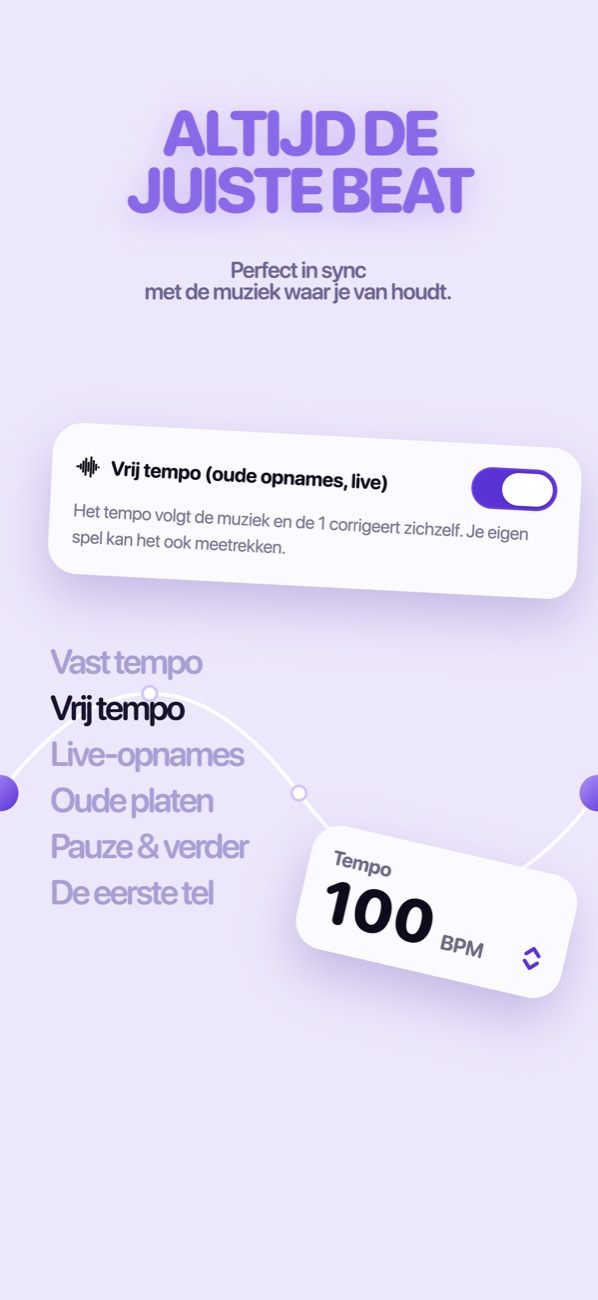 ALTIJD DE
JUISTE BEAT
Perfect in sync
met de muziek waar je van houdt.
Vrij tempo (oude opnames, live)
Het tempo volgt de muziek en de 1 corrigeert zichzelf. Je eigen
spel kan het ook meetrekken.
Vast tempo
Vrij tempo
Live-opnames
Oude platen
Pauze & verder
De eerste tel
Tempo
100 BPM